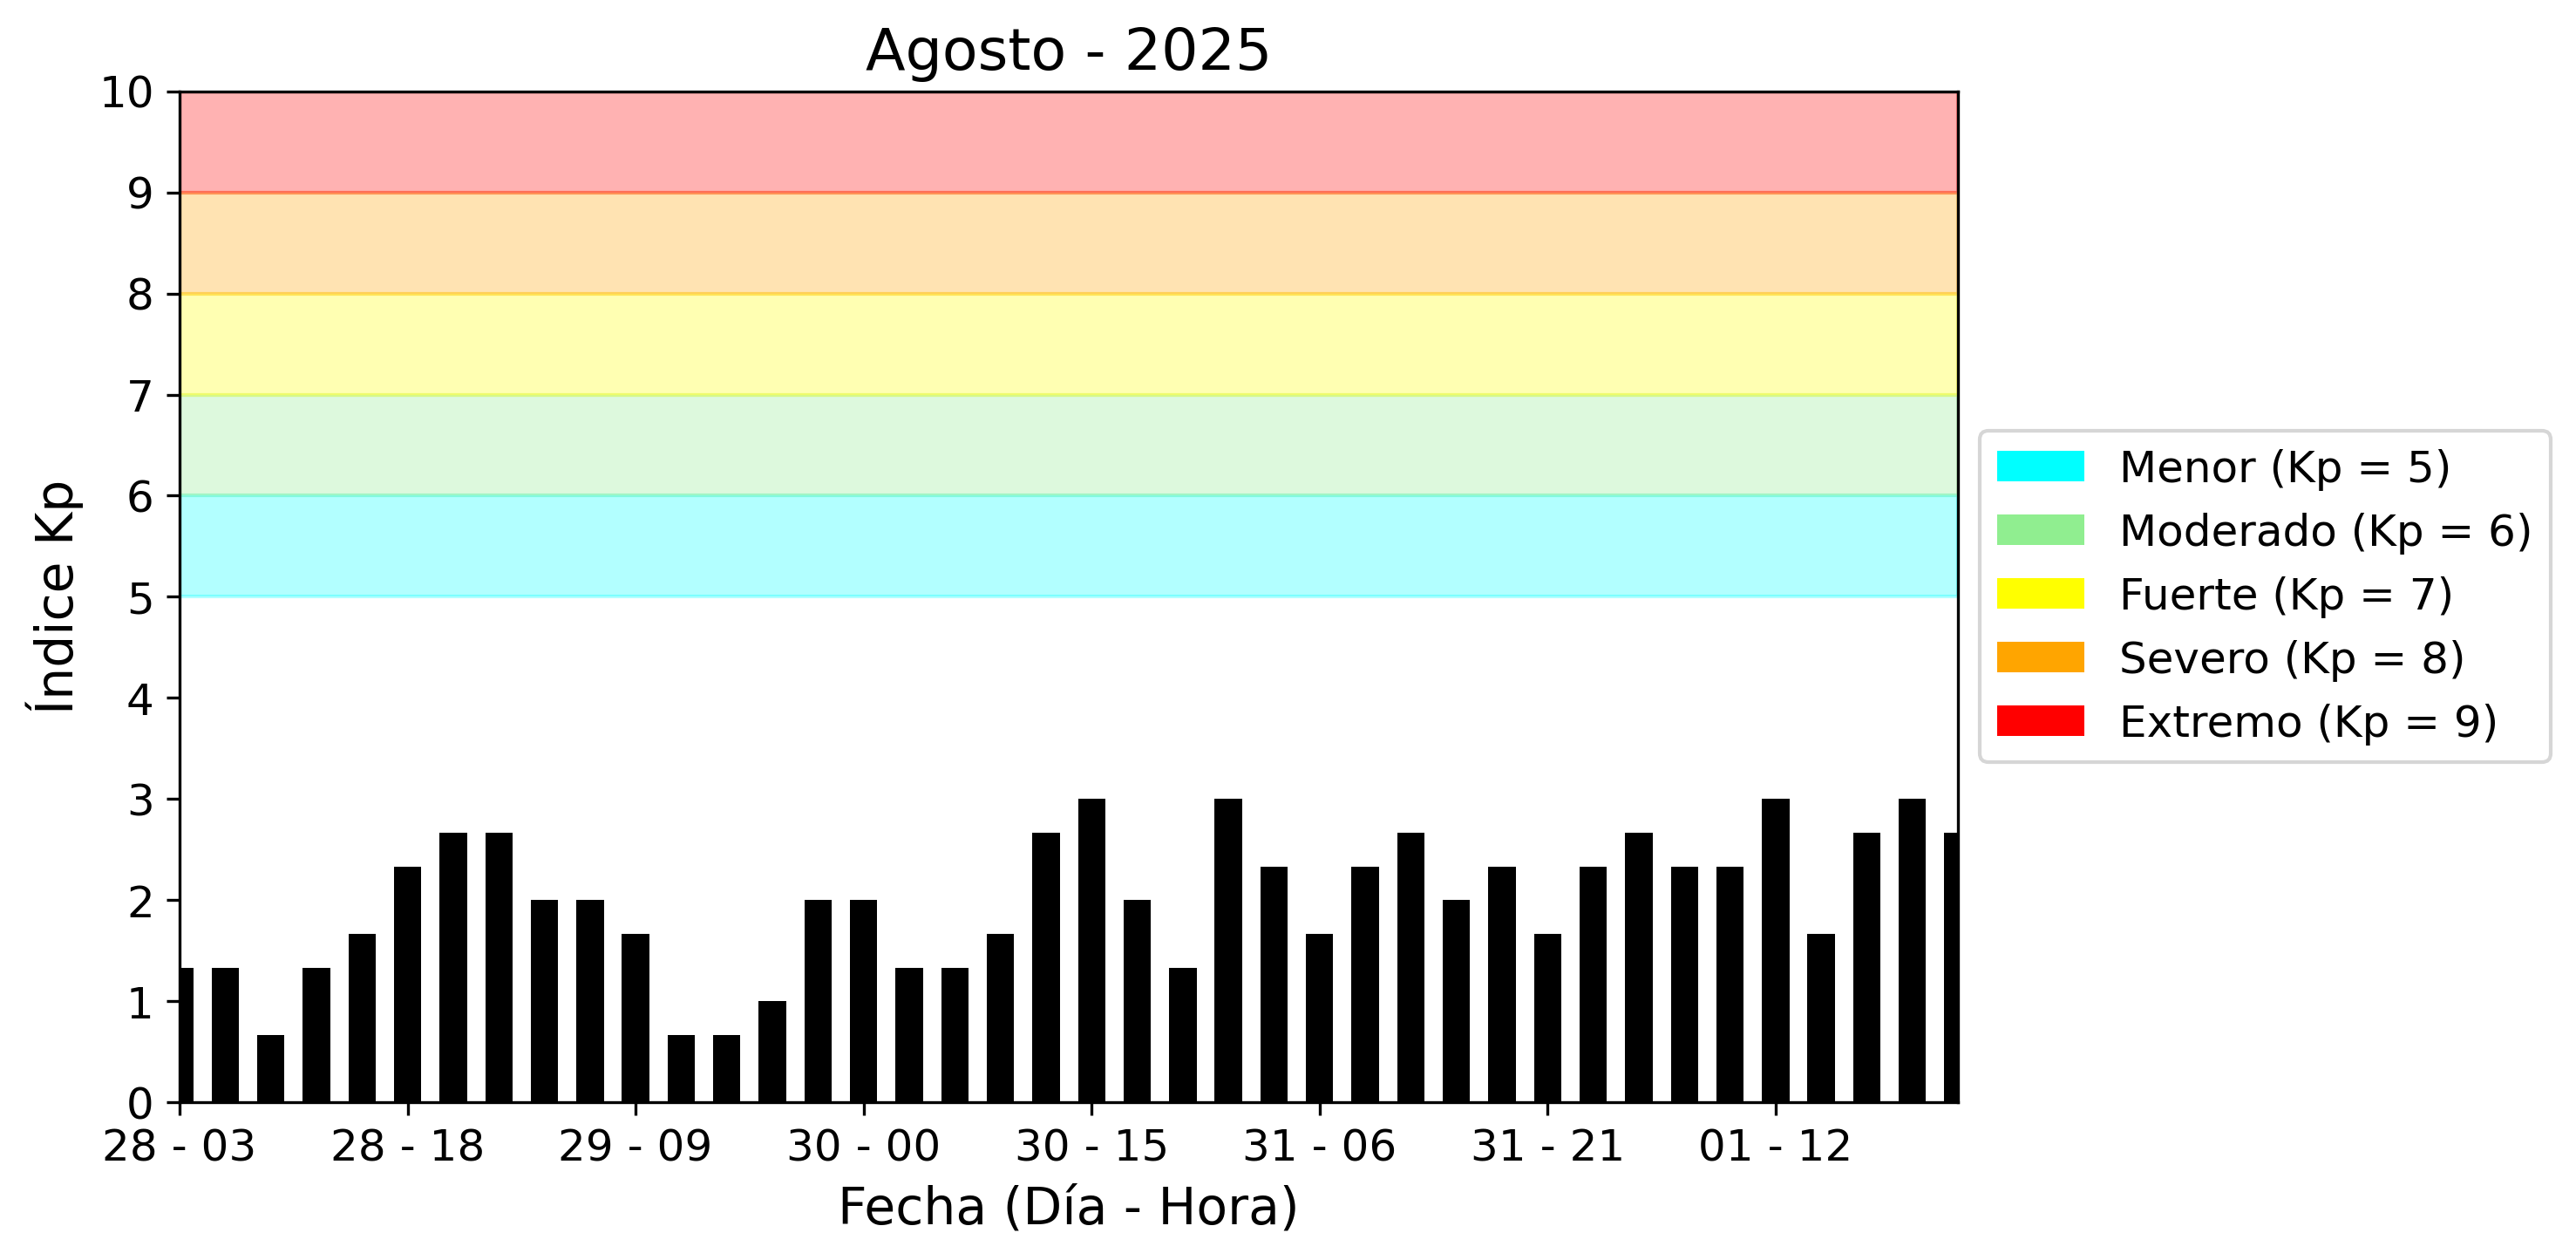 Agosto - 2025
10
9
8
7
6
5
4
3
2
1
0
Índice Kp
28 - 03
28 - 18
29 - 09
30 - 00
30 - 15
31 - 06
31 - 21
01 - 12
Fecha (Día - Hora)
Menor (Kp = 5)
Moderado (Kp = 6)
Fuerte (Kp = 7)
Severo (Kp = 8)
Extremo (Kp = 9)